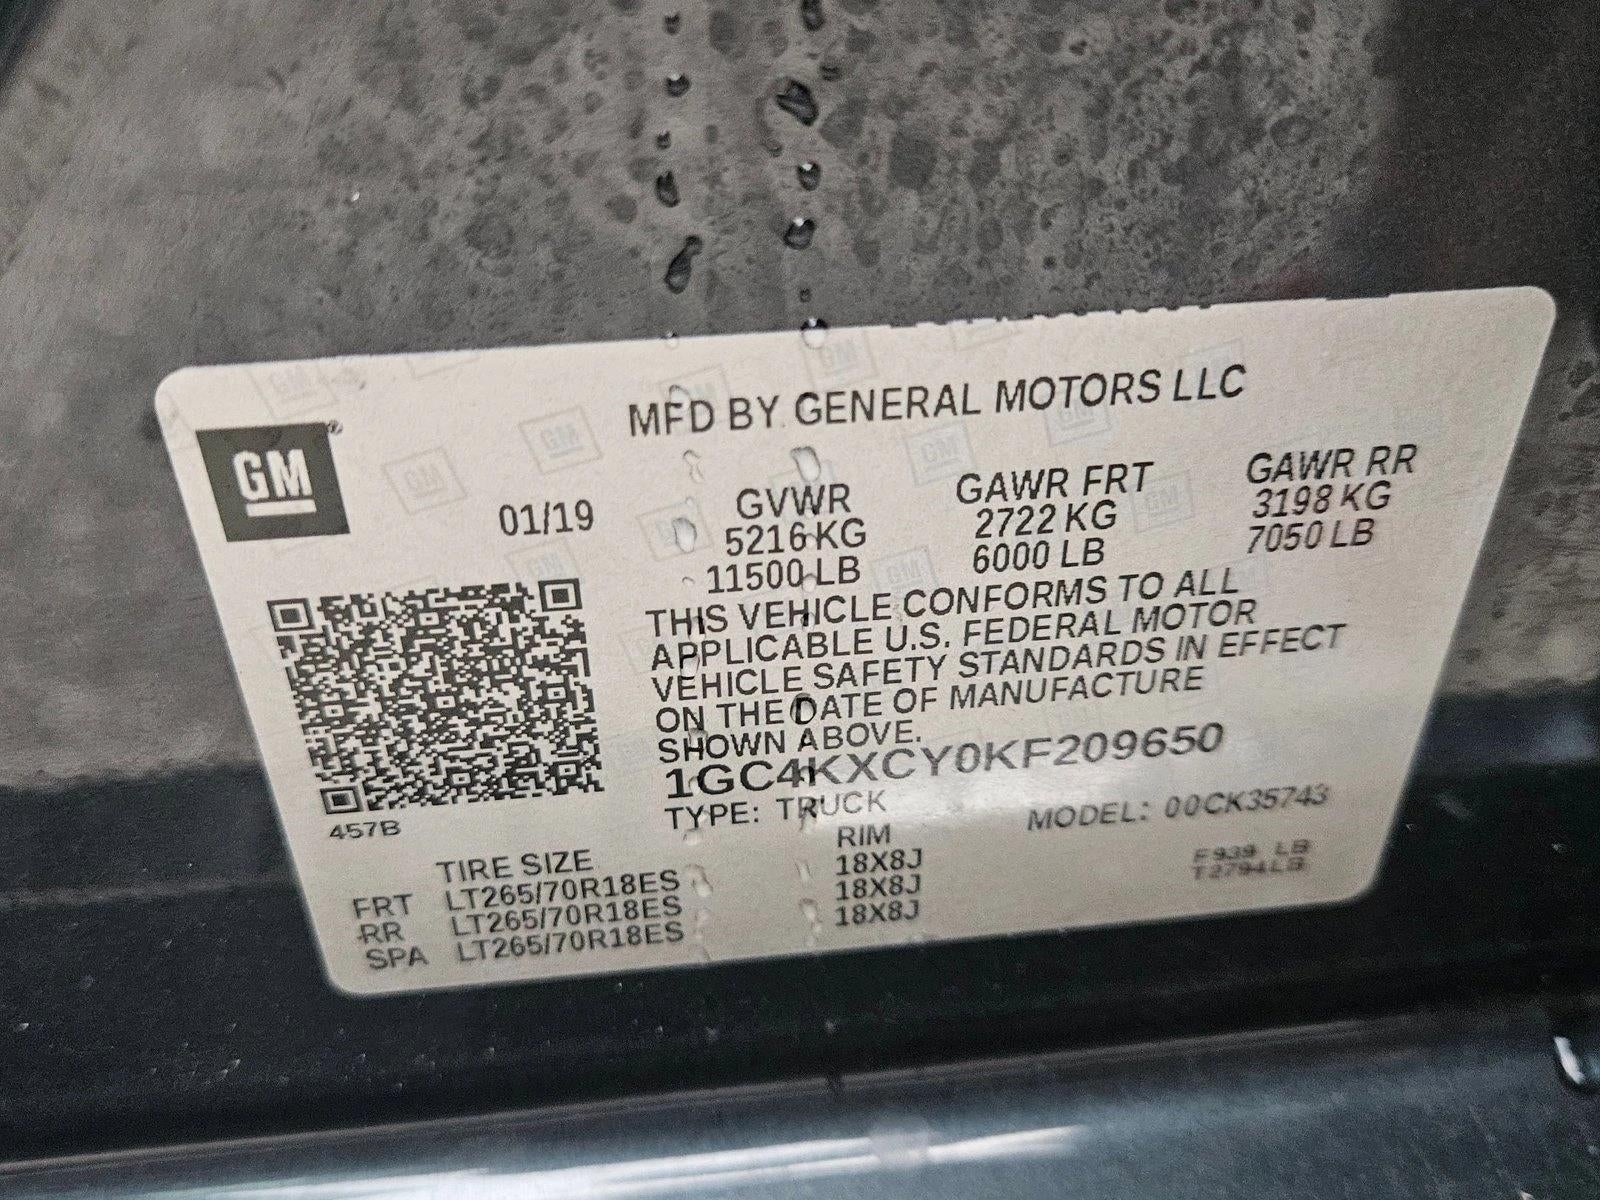 MFD BY GENERAL MOTORS LLC
GM®
01/19
GVWR GAWR FRT GAWR RR
5216 KG 2722 KG 3198 KG
11500 LB 6000 LB 7050 LB
THIS VEHICLE CONFORMS TO ALL
APPLICABLE U.S. FEDERAL MOTOR
VEHICLE SAFETY STANDARDS IN EFFECT
ON THE DATE OF MANUFACTURE
SHOWN ABOVE.
1GC4KXCY0KF209650
TYPE: TRUCK MODEL: 00CK35743
457B
TIRE SIZE RIM
FRT LT265/70R18ES 18X8J
RR LT265/70R18ES 18X8J
SPA LT265/70R18ES 18X8J
F939 LB
T2794LB